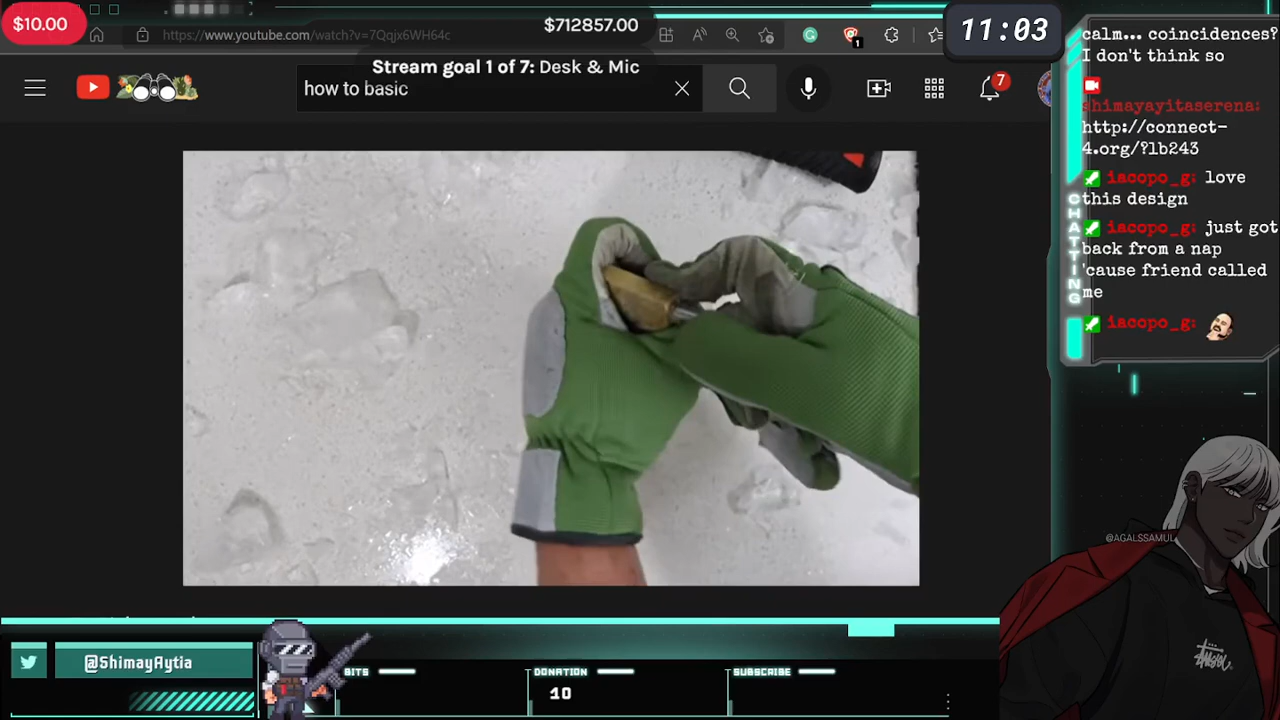 $10.00
$712857.00
11:03
https://www.youtube.com/watch?v=7Qqjx6WH64c
1
Stream goal 1 of 7: Desk & Mic
how to basic
7
calm... coincidences?
I don't think so
shimayayitaserena:
http://connect-
4.org/?lb243
iacopo_g: love
this design
iacopo_g: just got
back from a nap
'cause friend called
me
iacopo_g:
CHATTING
@AGALSSAMUL
@ShimayAytia
BITS
DONATION
10
SUBSCRIBE